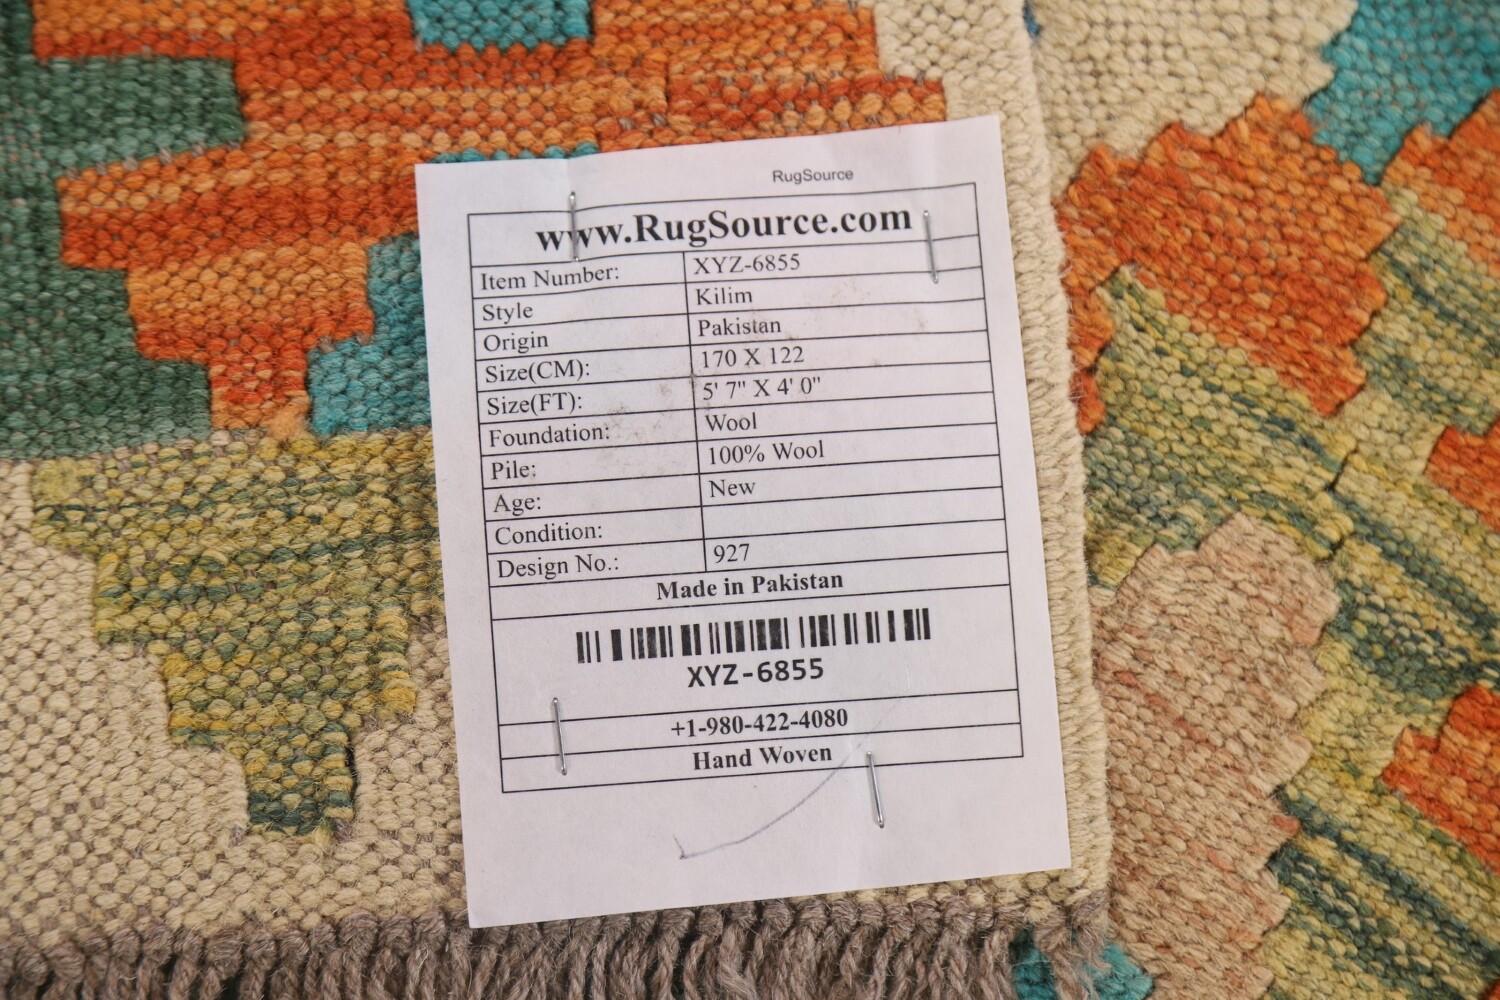 RugSource
www.RugSource.com
Item Number: XYZ-6855
Style Kilim
Origin Pakistan
Size(CM): 170 X 122
Size(FT): 5' 7" X 4' 0"
Foundation: Wool
Pile: 100% Wool
Age: New
Condition:
Design No.: 927
Made in Pakistan
XYZ-6855
+1-980-422-4080
Hand Woven